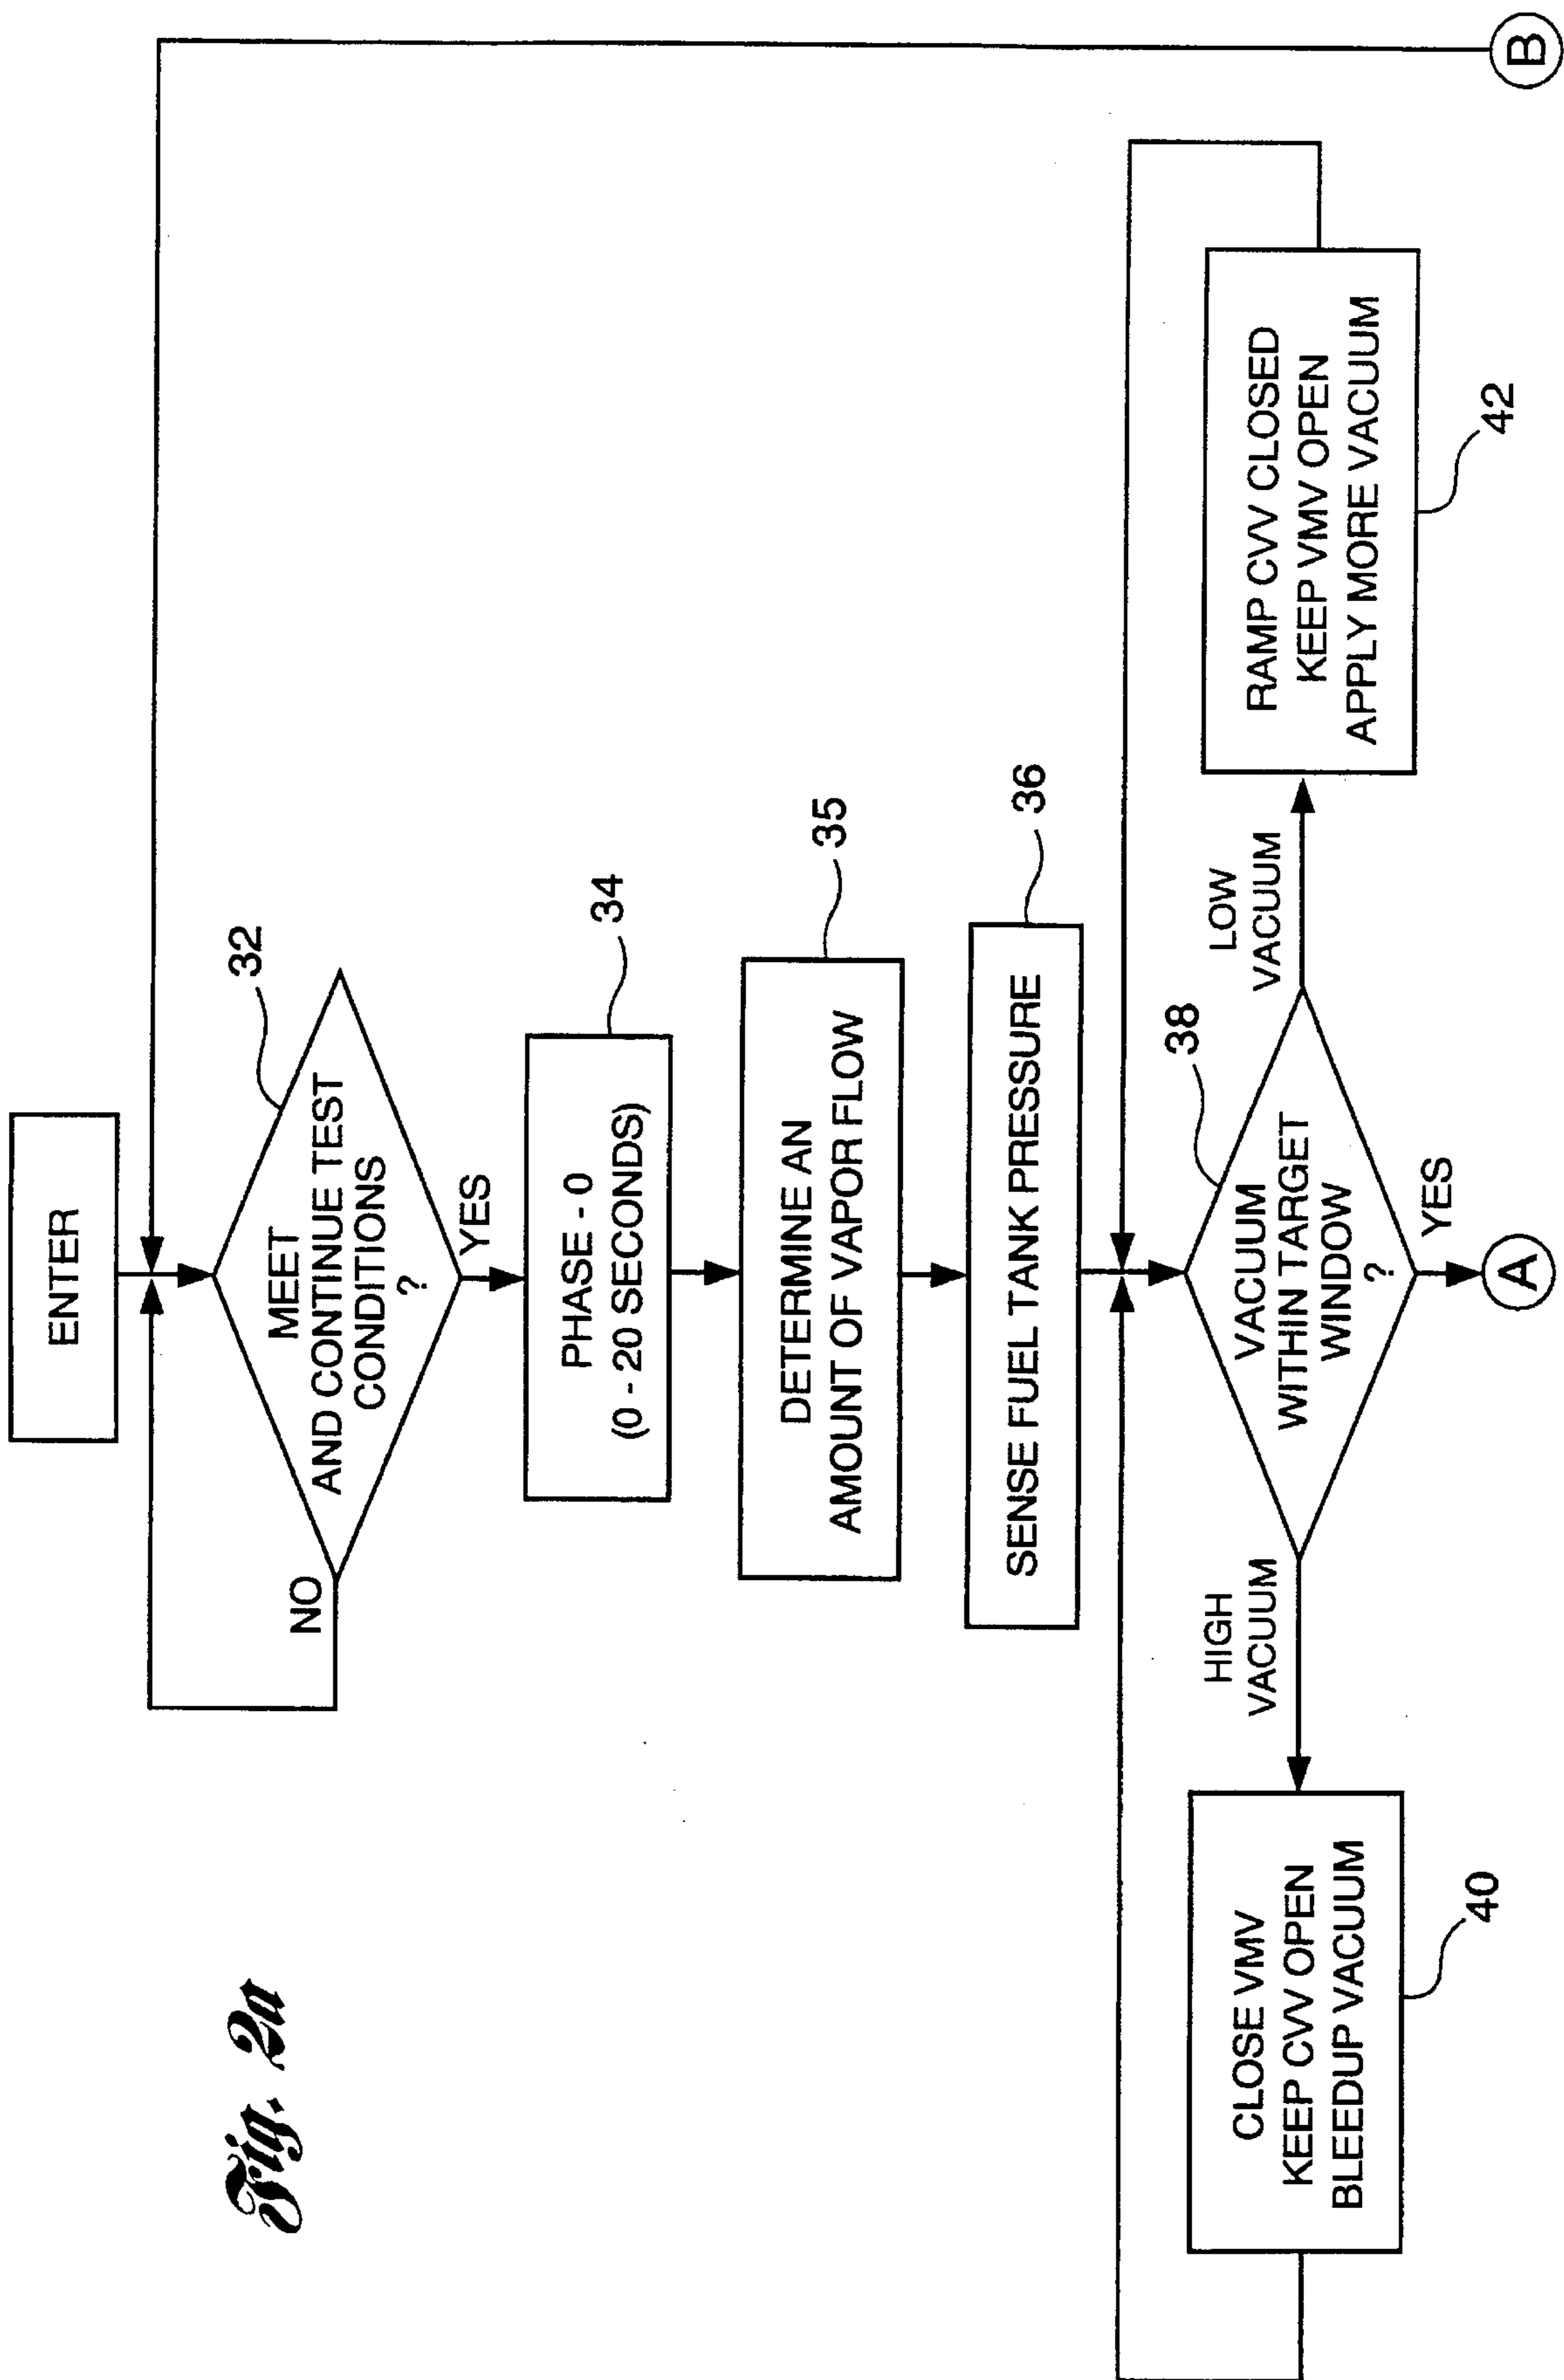 ENTER
MEET
AND CONTINUE TEST
CONDITIONS
?
32
NO
YES
PHASE - 0
(0 - 20 SECONDS)
34
DETERMINE AN
AMOUNT OF VAPOR FLOW
35
SENSE FUEL TANK PRESSURE
36
VACUUM
WITHIN TARGET
WINDOW
?
38
HIGH
VACUUM
LOW
VACUUM
YES
CLOSE VMV
KEEP CVV OPEN
BLEEDUP VACUUM
40
RAMP CVV CLOSED
KEEP VMV OPEN
APPLY MORE VACUUM
42
A
B
Fig. 2a